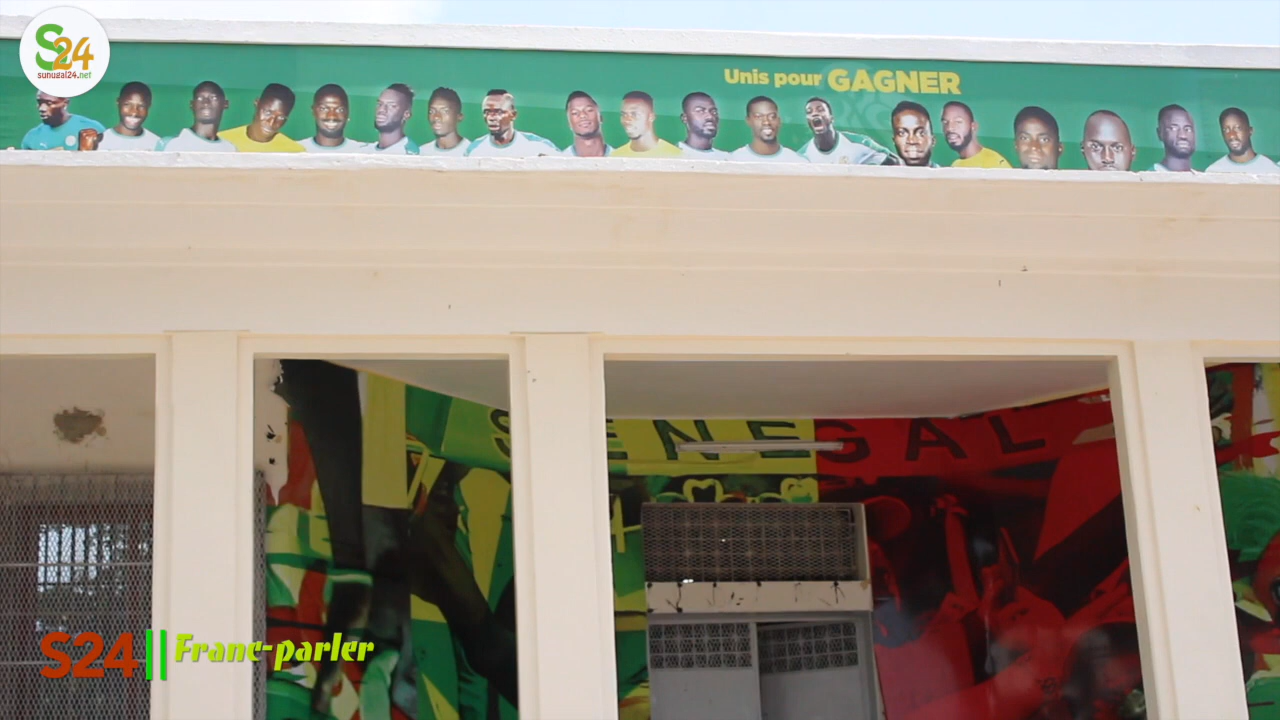 S24
sunugal24.net
Unis pour GAGNER
SENEGAL
S24 || Franc-parler